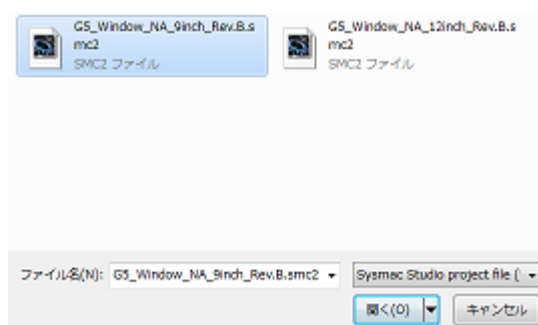 G5_Window_NA_9inch_Rev.B.s
mc2
SMC2 ファイル
G5_Window_NA_12inch_Rev.B.s
mc2
SMC2 ファイル
ファイル名(N):
G5_Window_NA_9inch_Rev.B.smc2
Sysmac Studio project file (
開く(O)
キャンセル